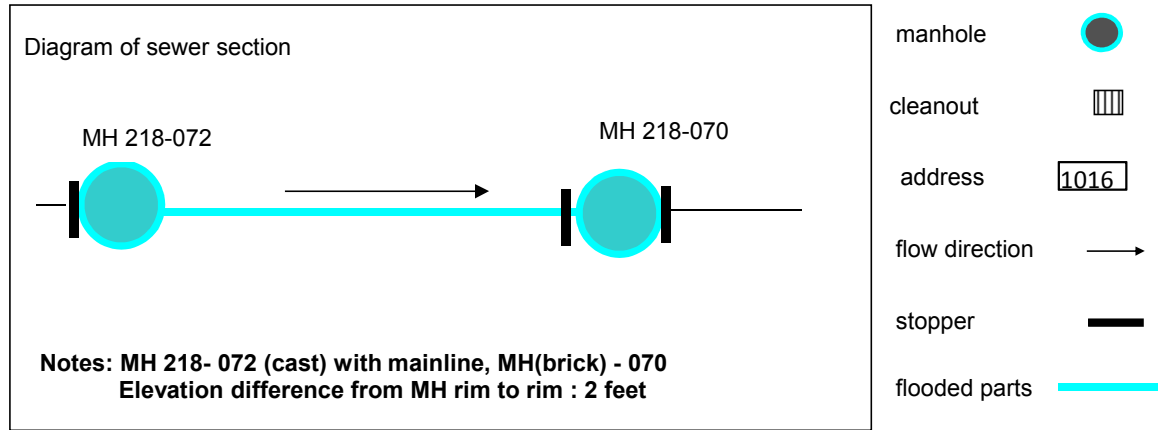 Diagram of sewer section
MH 218-072
MH 218-070
Notes: MH 218- 072 (cast) with mainline, MH(brick) - 070
Elevation difference from MH rim to rim : 2 feet
manhole
cleanout
address
1016
flow direction
stopper
flooded parts